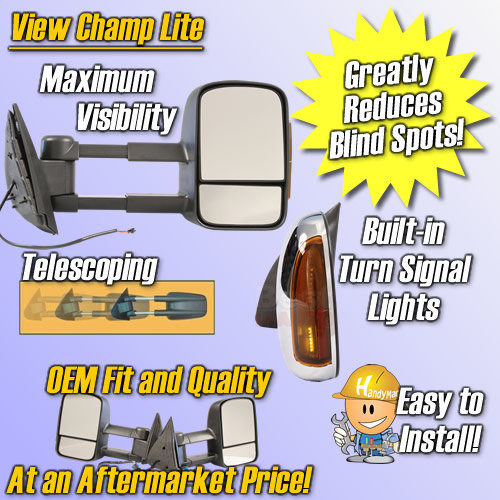 View Champ Lite
Maximum
Visibility
Greatly
Reduces
Blind Spots!
Telescoping
Built-in
Turn Signal
Lights
OEM Fit and Quality
HandyMan
Easy to
Install!
At an Aftermarket Price!